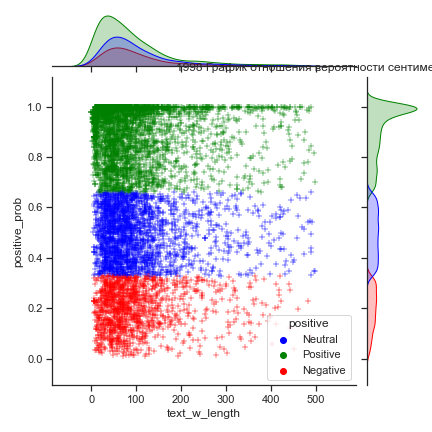 1998 График отношения вероятности сентиме
positive_prob
1.0
0.8
0.6
0.4
0.2
0.0
positive
Neutral
Positive
Negative
0 100 200 300 400 500
text_w_length